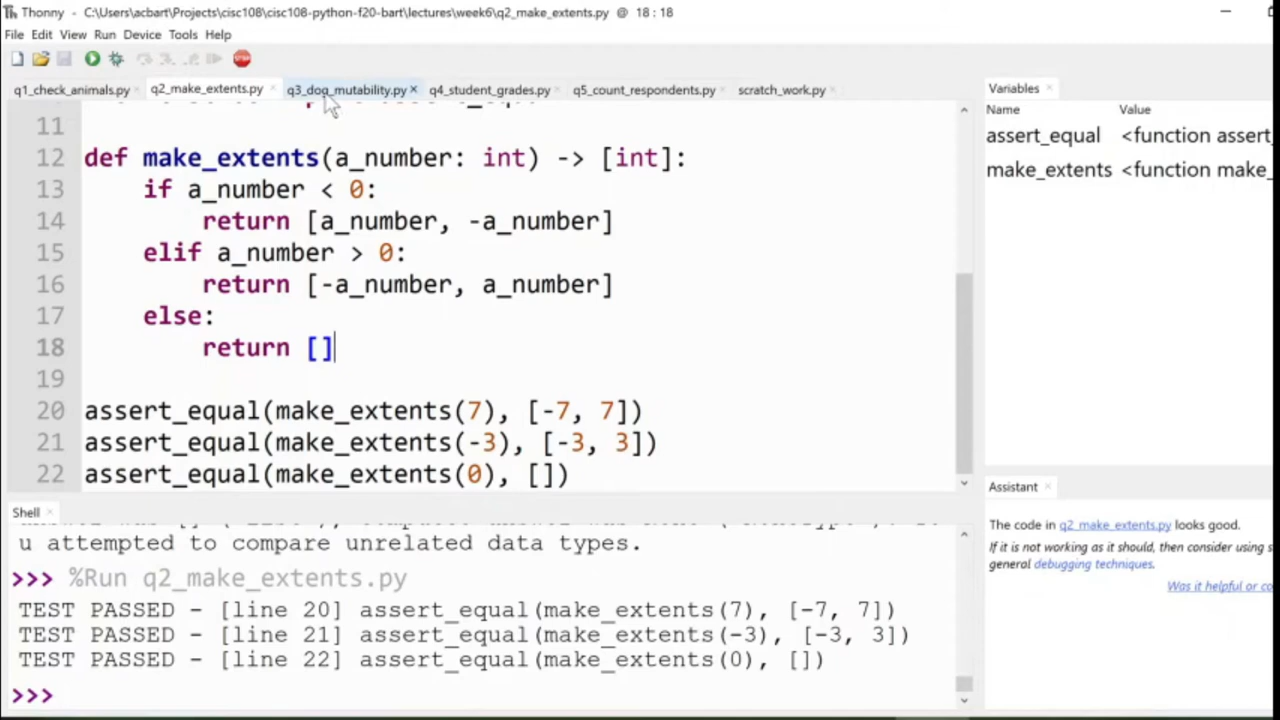 Thonny - C:\Users\acbart\Projects\cisc108\cisc108-python-f20-bart\lectures\week6\q2_make_extents.py @ 18 : 18
File Edit View Run Device Tools Help
q1_check_animals.py q2_make_extents.py q3_dog_mutability.py q4_student_grades.py q5_count_respondents.py scratch_work.py
11
12 def make_extents(a_number: int) -> [int]:
13 if a_number < 0:
14 return [a_number, -a_number]
15 elif a_number > 0:
16 return [-a_number, a_number]
17 else:
18 return []
19
20 assert_equal(make_extents(7), [-7, 7])
21 assert_equal(make_extents(-3), [-3, 3])
22 assert_equal(make_extents(0), [])
Shell
u attempted to compare unrelated data types.
>>> %Run q2_make_extents.py
TEST PASSED - [line 20] assert_equal(make_extents(7), [-7, 7])
TEST PASSED - [line 21] assert_equal(make_extents(-3), [-3, 3])
TEST PASSED - [line 22] assert_equal(make_extents(0), [])
>>>
Variables
Name Value
assert_equal <function assert_
make_extents <function make_
Assistant
The code in q2_make_extents.py looks good.
If it is not working as it should, then consider using s
general debugging techniques.
Was it helpful or co